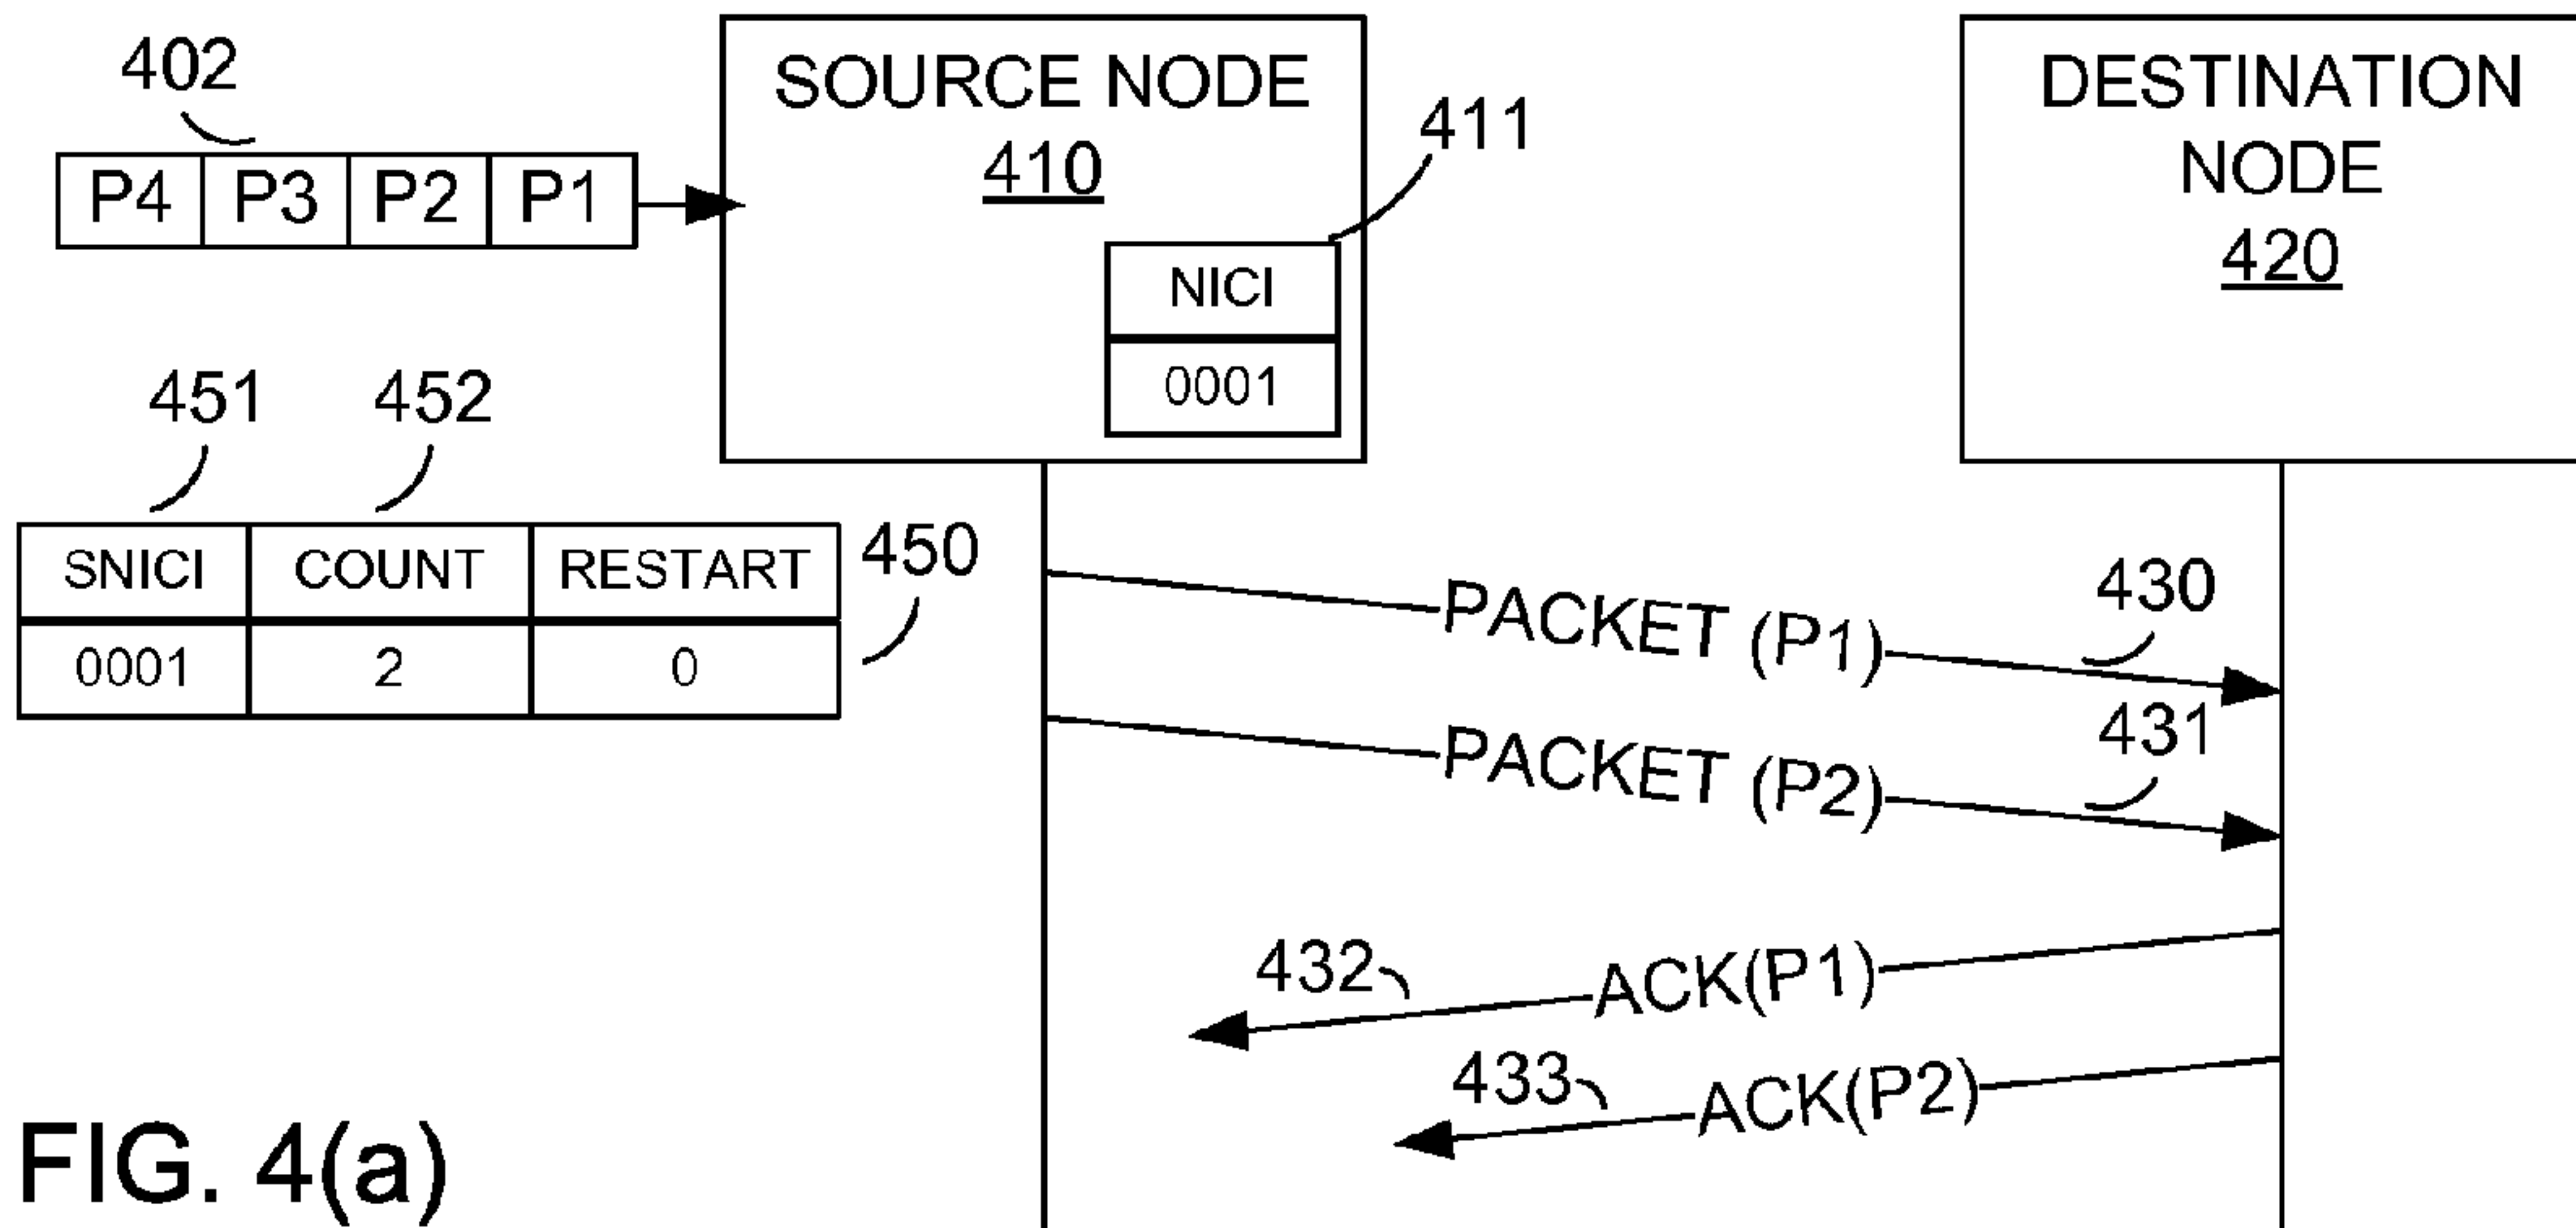 402
P4 P3 P2 P1
SOURCE NODE
410
411
NICI
0001
DESTINATION
NODE
420
451 452
SNICI COUNT RESTART
0001 2 0
450
PACKET (P1)
430
PACKET (P2)
431
432
ACK(P1)
433
ACK(P2)
FIG. 4(a)